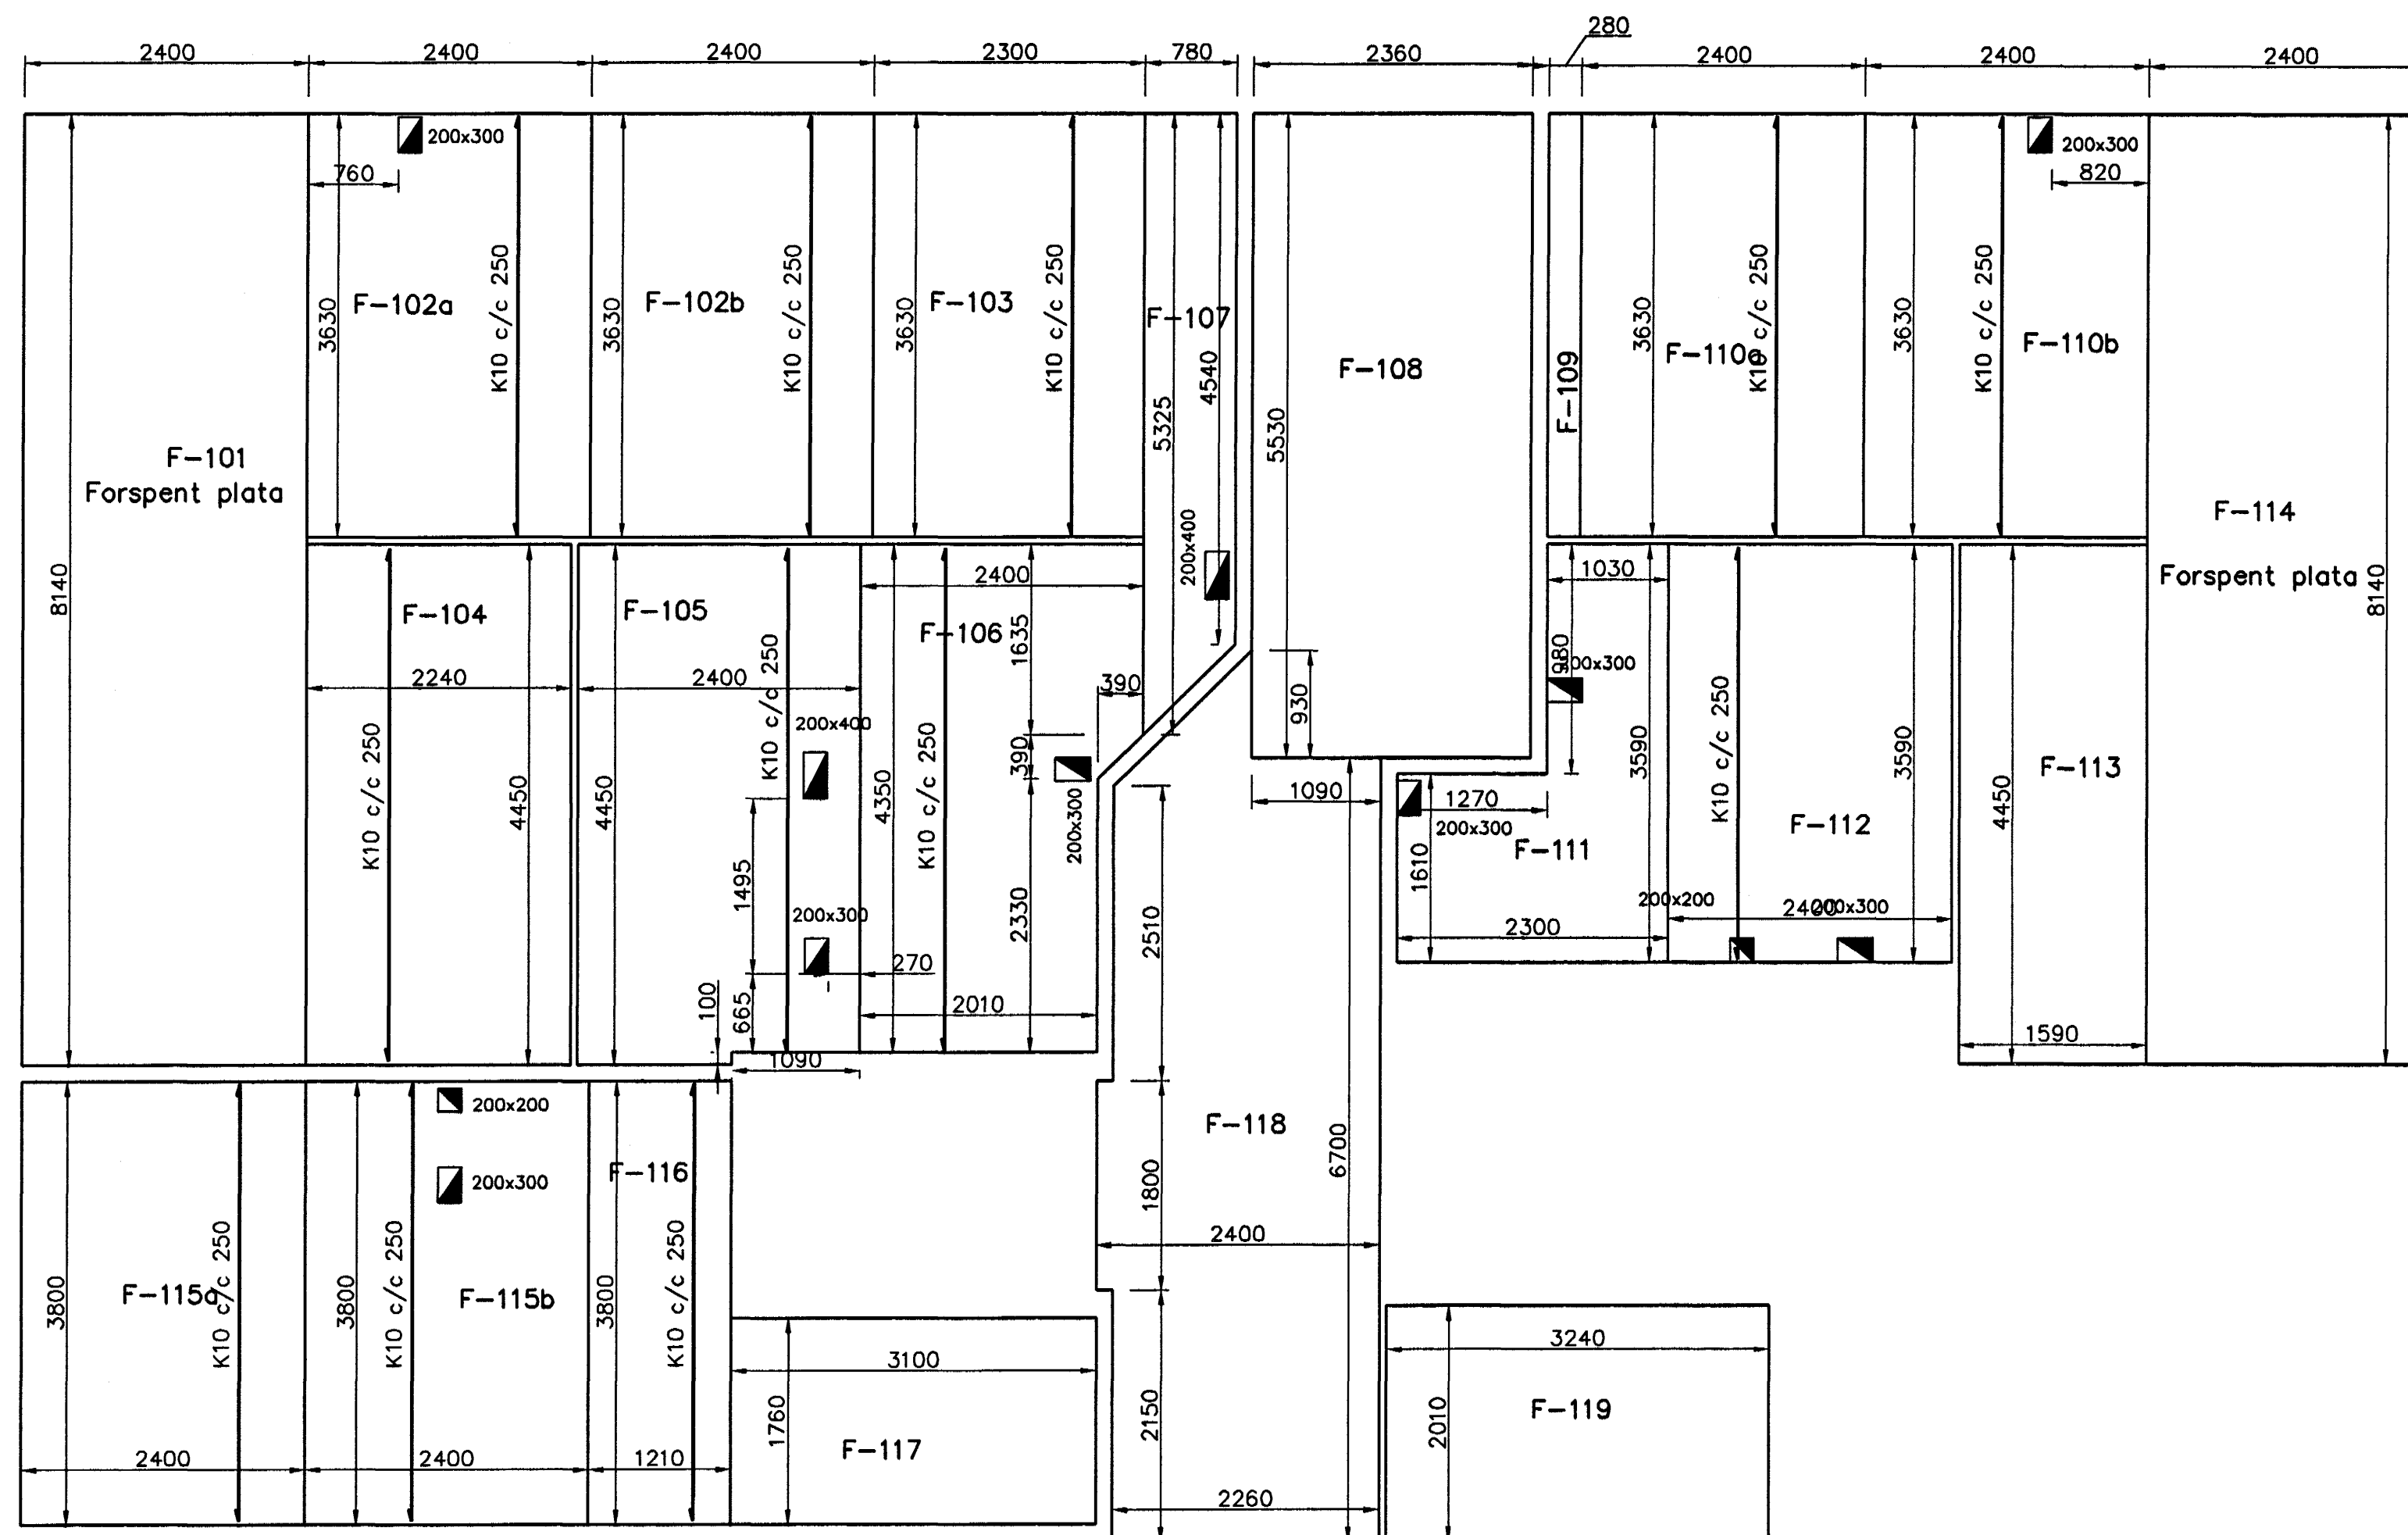 280
2400 2400 2400 2300 780 2360 2400 2400 2400
200x300 200x300
760 820
K10 c/c 250 K10 c/c 250 K10 c/c 250 K10 c/c 250 K10 c/c 250
3630 F-102a 3630 F-102b 3630 F-103 F-107 3630 F-110a 3630 F-110b
4540 F-108 F-109
5325 5530
F-101
Forspent plata
F-114
Forspent plata
200x400
8140 8140
2400 1030
F-104 F-105 F-106 1635
K10 c/c 250 980 200x300
2240 2400 390 930
200x400 K10 c/c 250
390 3590 3590
K10 c/c 250 4450 4450 4350 K10 c/c 250 200x300
1090 1270 F-113
200x300 F-112
F-111 1610 4450
1495 2330 2510
200x300 200x200 200x300
2400
2300
270
100 665 2010 1590
1090
200x200
F-118
F-116 200x300
6700 1800
2400
K10 c/c 250 K10 c/c 250 K10 c/c 250
3800 F-115a 3800 F-115b 3800
3240
3100
1760 2150 2010 F-119
F-117
2400 2400 1210
2260